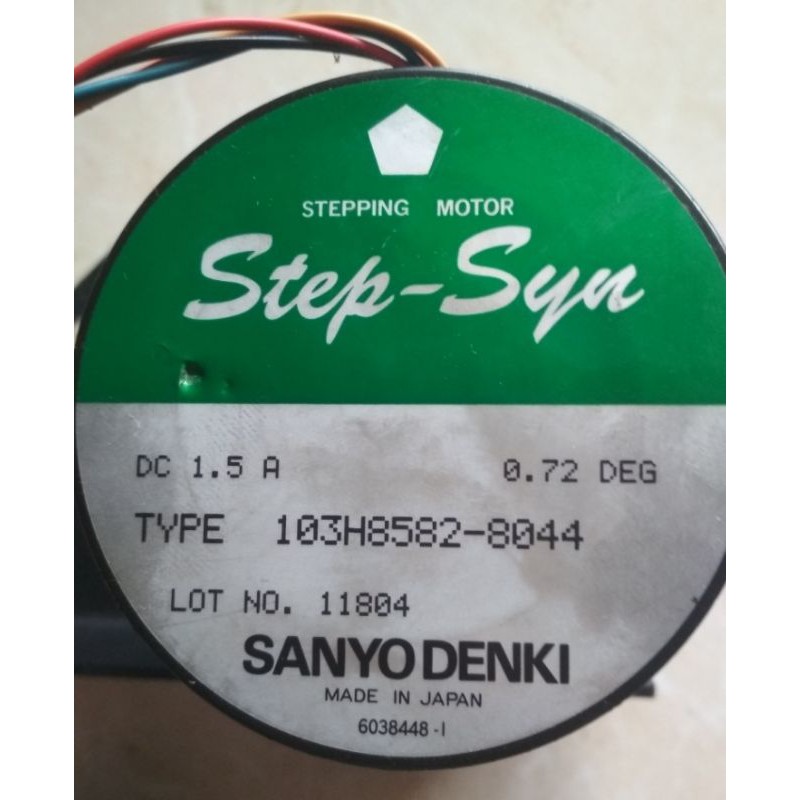 STEPPING MOTOR
Step-Syn
DC 1.5 A 0.72 DEG
TYPE 103H8582-8044
LOT NO. 11804
SANYO DENKI
MADE IN JAPAN
6038448-1